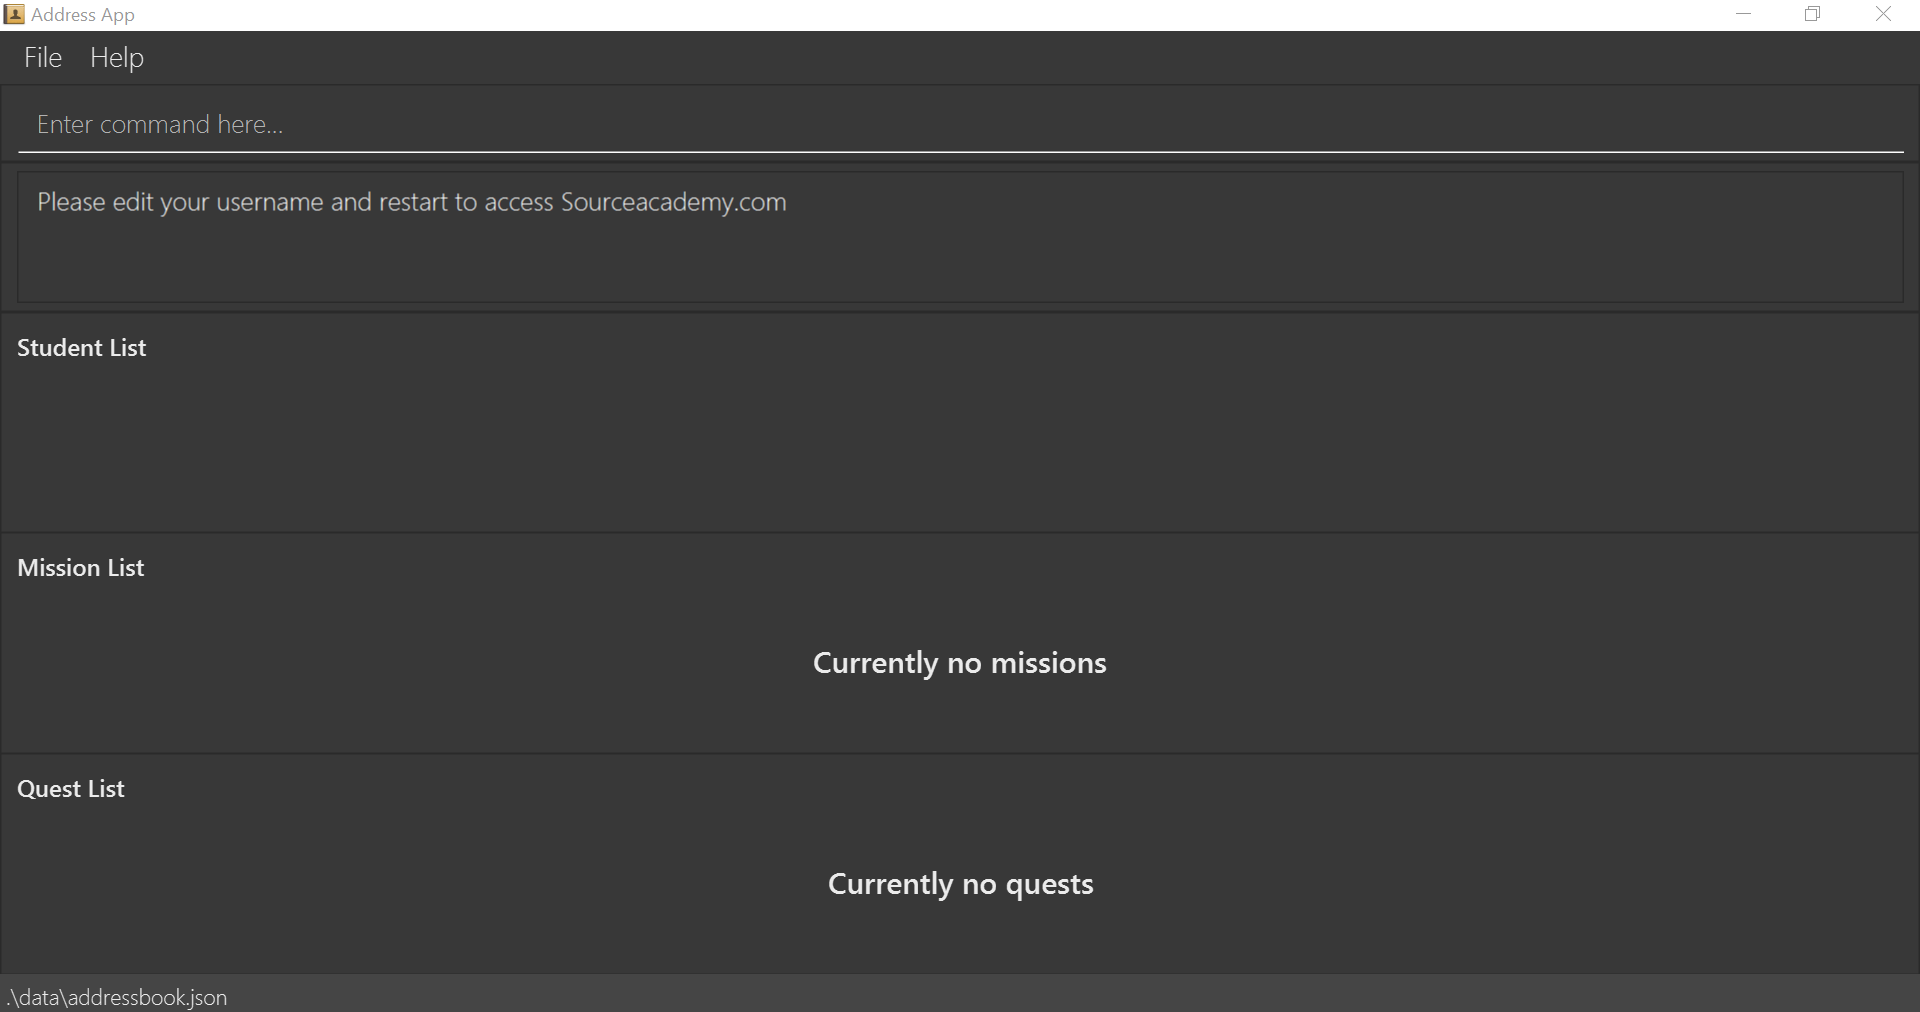 Address App
File Help
Enter command here...
Please edit your username and restart to access Sourceacademy.com
Student List
Mission List
Currently no missions
Quest List
Currently no quests
.\data\addressbook.json